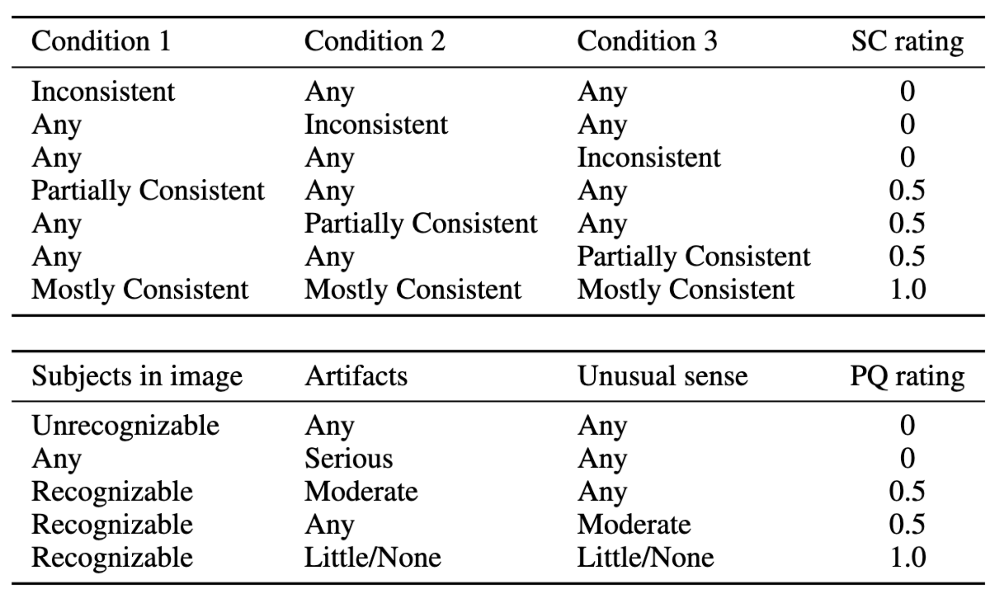 Condition 1 Condition 2 Condition 3 SC rating
Inconsistent Any Any 0
Any Inconsistent Any 0
Any Any Inconsistent 0
Partially Consistent Any Any 0.5
Any Partially Consistent Any 0.5
Any Any Partially Consistent 0.5
Mostly Consistent Mostly Consistent Mostly Consistent 1.0
Subjects in image Artifacts Unusual sense PQ rating
Unrecognizable Any Any 0
Any Serious Any 0
Recognizable Moderate Any 0.5
Recognizable Any Moderate 0.5
Recognizable Little/None Little/None 1.0